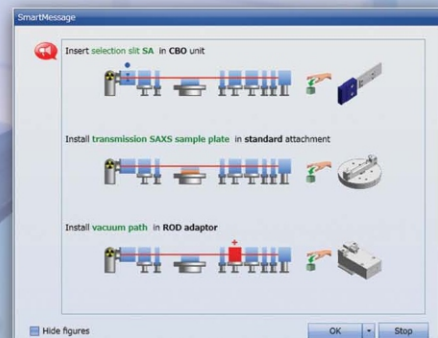 SmartMessage
Insert selection slit SA in CBO unit
Install transmission SAXS sample plate in standard attachment
Install vacuum path in ROD adaptor
Hide figures
OK
Stop